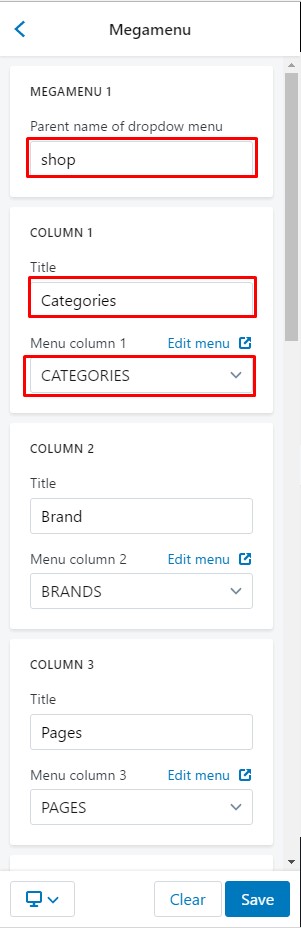 Megamenu
MEGAMENU 1
Parent name of dropdow menu
shop
COLUMN 1
Title
Categories
Menu column 1 Edit menu
CATEGORIES
COLUMN 2
Title
Brand
Menu column 2 Edit menu
BRANDS
COLUMN 3
Title
Pages
Menu column 3 Edit menu
PAGES
Clear Save